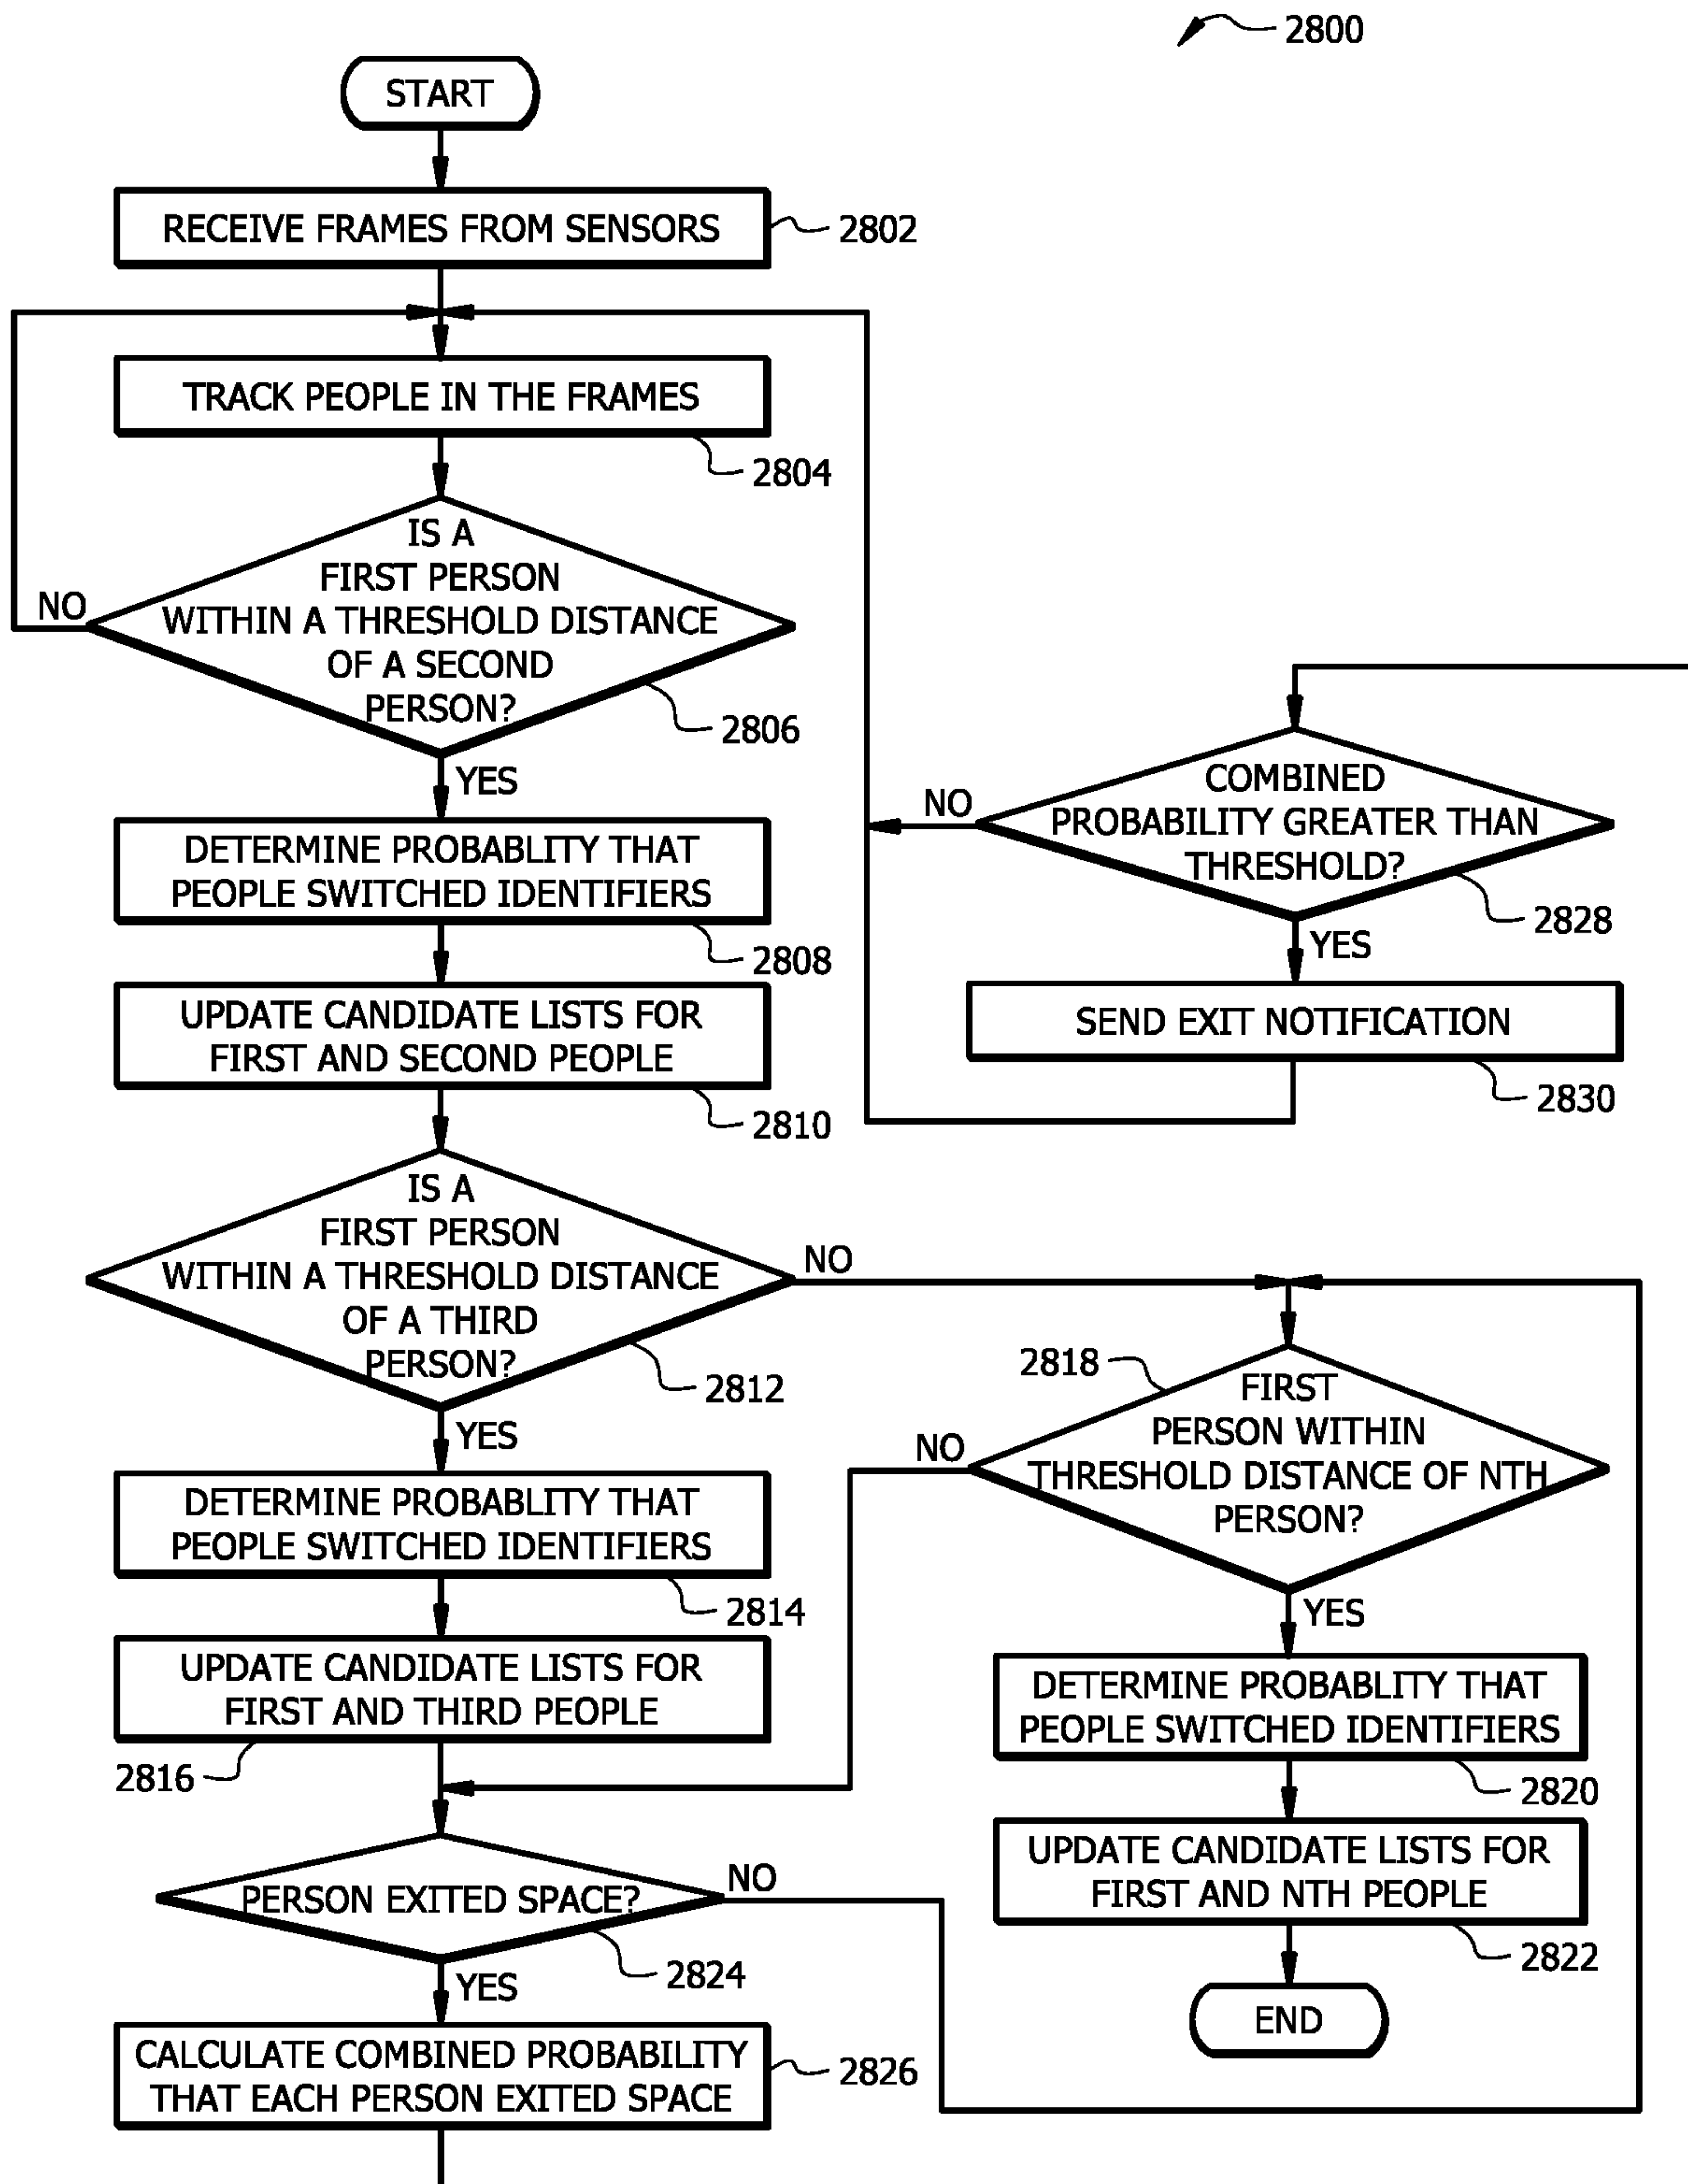 2800
START
RECEIVE FRAMES FROM SENSORS
2802
TRACK PEOPLE IN THE FRAMES
2804
IS A
FIRST PERSON
WITHIN A THRESHOLD DISTANCE
OF A SECOND
PERSON?
NO
2806
YES
DETERMINE PROBABLITY THAT
PEOPLE SWITCHED IDENTIFIERS
2808
UPDATE CANDIDATE LISTS FOR
FIRST AND SECOND PEOPLE
2810
IS A
FIRST PERSON
WITHIN A THRESHOLD DISTANCE
OF A THIRD
PERSON?
NO
2812
YES
DETERMINE PROBABLITY THAT
PEOPLE SWITCHED IDENTIFIERS
2814
UPDATE CANDIDATE LISTS FOR
FIRST AND THIRD PEOPLE
2816
2818
FIRST
PERSON WITHIN
THRESHOLD DISTANCE OF NTH
PERSON?
NO
YES
DETERMINE PROBABLITY THAT
PEOPLE SWITCHED IDENTIFIERS
2820
UPDATE CANDIDATE LISTS FOR
FIRST AND NTH PEOPLE
2822
END
PERSON EXITED SPACE?
NO
2824
YES
CALCULATE COMBINED PROBABILITY
THAT EACH PERSON EXITED SPACE
2826
COMBINED
PROBABILITY GREATER THAN
THRESHOLD?
NO
2828
YES
SEND EXIT NOTIFICATION
2830